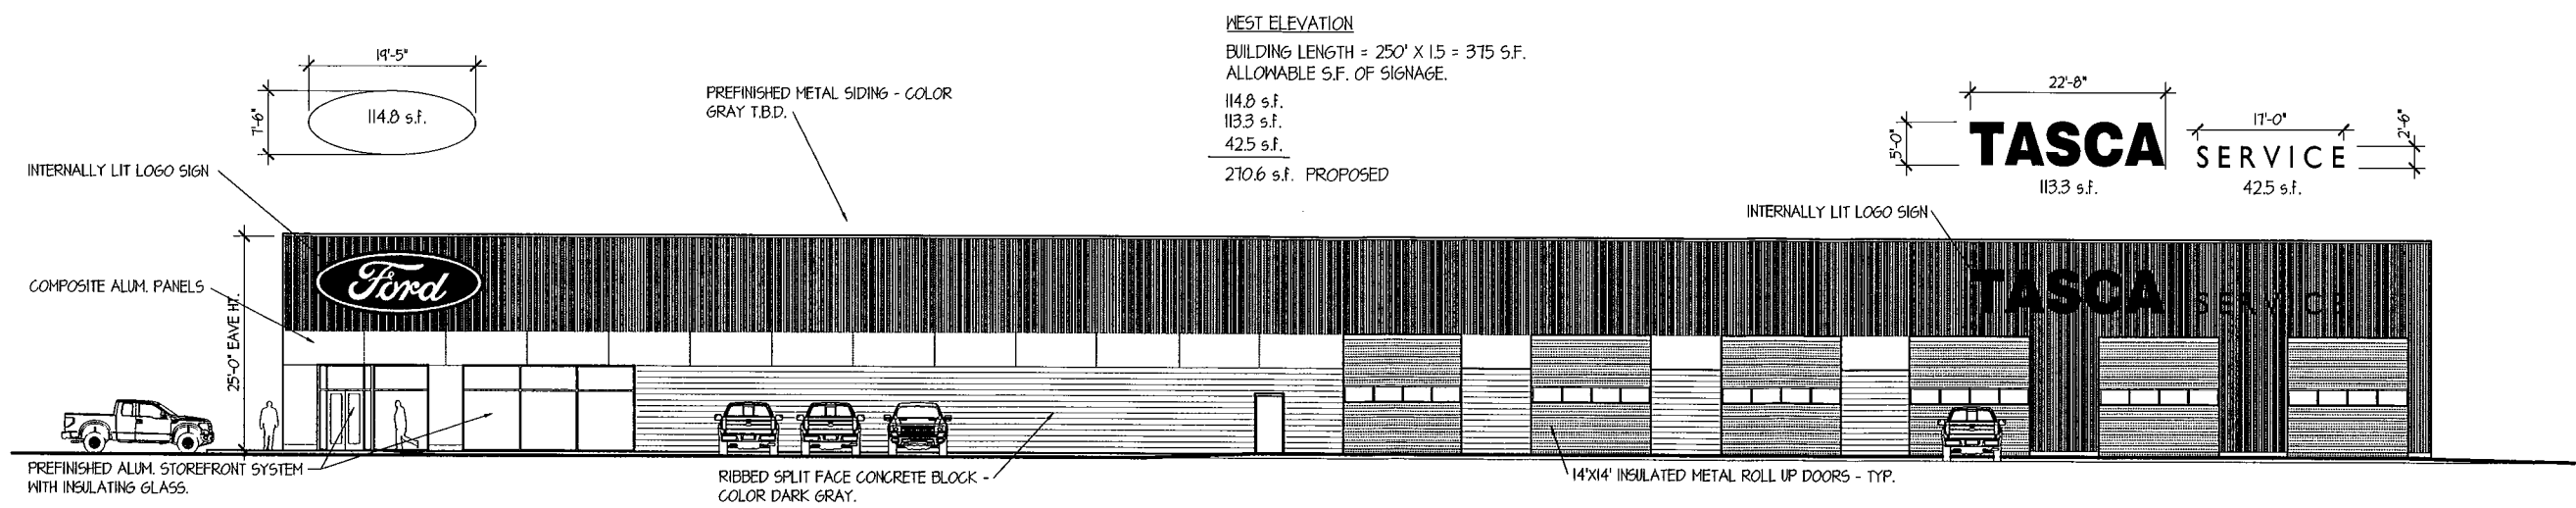 WEST ELEVATION
BUILDING LENGTH = 250' X 1.5 = 375 S.F.
ALLOWABLE S.F. OF SIGNAGE.
114.8 s.f.
113.3 s.f.
42.5 s.f.
270.6 s.f. PROPOSED
19'-5"
7'-6"
114.8 s.f.
PREFINISHED METAL SIDING - COLOR
GRAY T.B.D.
22'-8"
5'-0"
TASCA
113.3 s.f.
17'-0"
2'-6"
SERVICE
42.5 s.f.
INTERNALLY LIT LOGO SIGN
INTERNALLY LIT LOGO SIGN
COMPOSITE ALUM. PANELS
25'-0" EAVE HT.
Ford
TASCA SERVICE
PREFINISHED ALUM. STOREFRONT SYSTEM
WITH INSULATING GLASS.
RIBBED SPLIT FACE CONCRETE BLOCK -
COLOR DARK GRAY.
14'X14' INSULATED METAL ROLL UP DOORS - TYP.